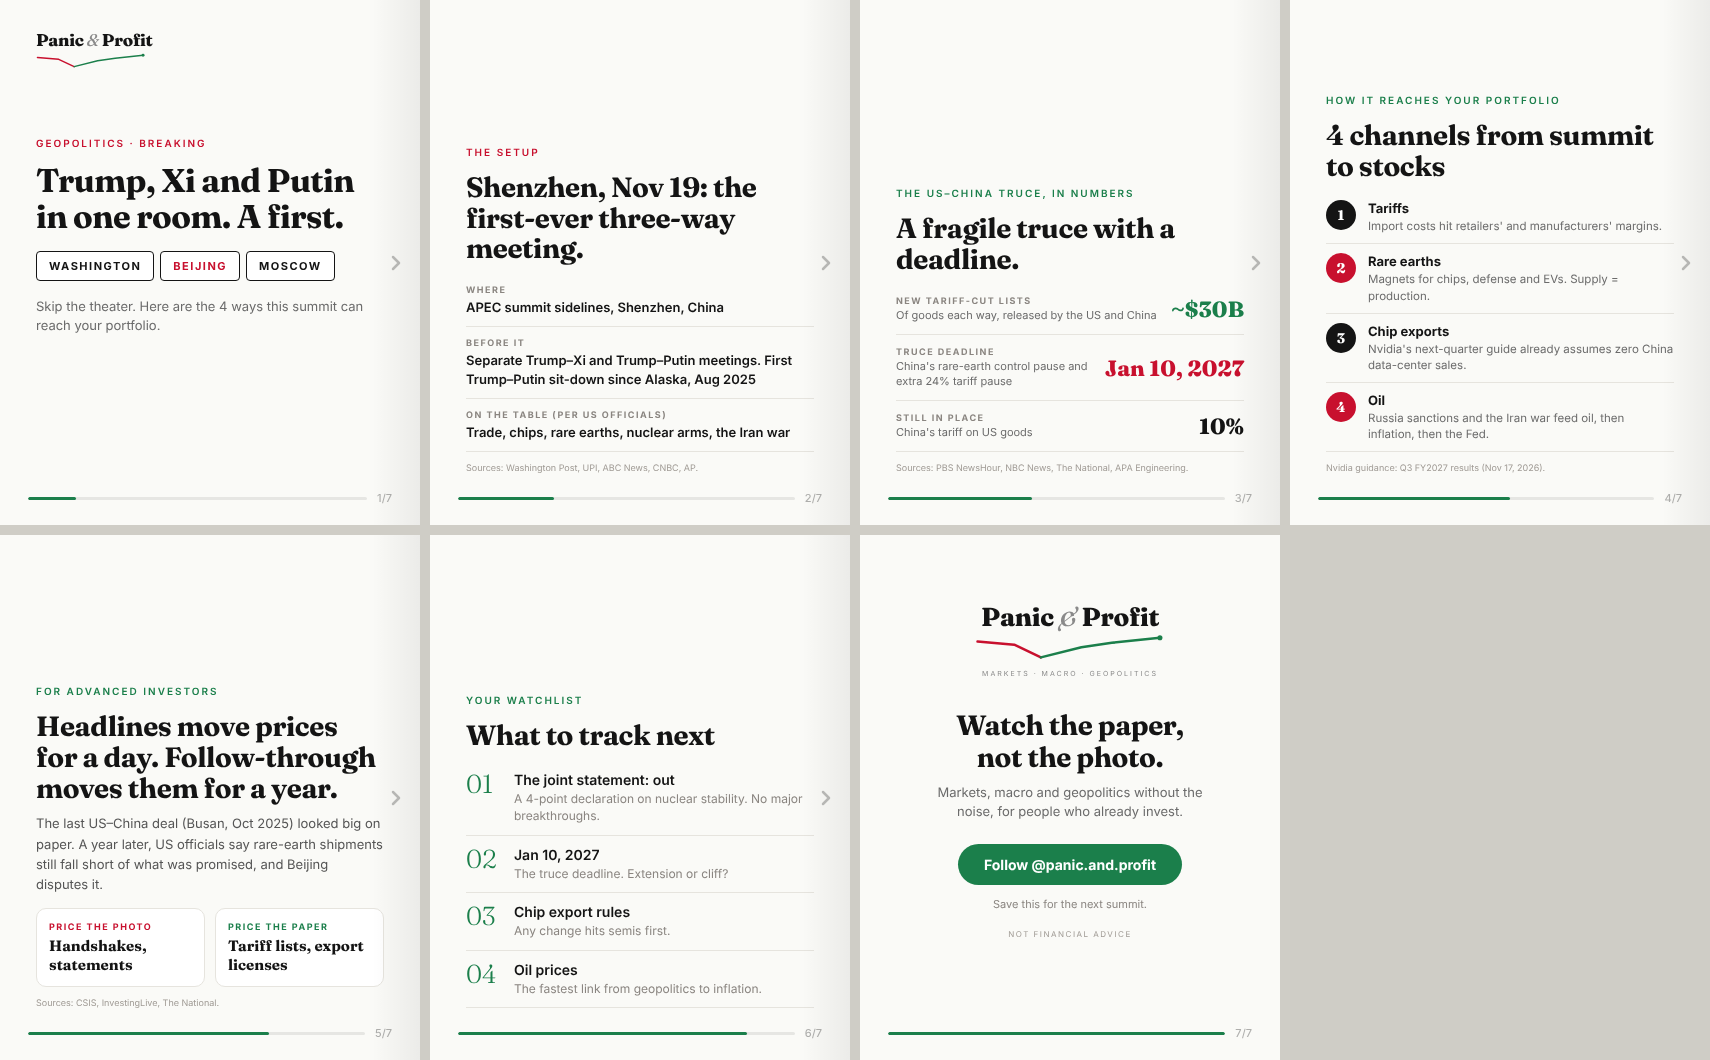 Panic & Profit
GEOPOLITICS · BREAKING
Trump, Xi and Putin
in one room. A first.
WASHINGTON
BEIJING
MOSCOW
Skip the theater. Here are the 4 ways this summit can
reach your portfolio.
1/7
THE SETUP
Shenzhen, Nov 19: the
first-ever three-way
meeting.
WHERE
APEC summit sidelines, Shenzhen, China
BEFORE IT
Separate Trump–Xi and Trump–Putin meetings. First
Trump–Putin sit-down since Alaska, Aug 2025
ON THE TABLE (PER US OFFICIALS)
Trade, chips, rare earths, nuclear arms, the Iran war
Sources: Washington Post, UPI, ABC News, CNBC, AP.
2/7
THE US–CHINA TRUCE, IN NUMBERS
A fragile truce with a
deadline.
NEW TARIFF-CUT LISTS
Of goods each way, released by the US and China
~$30B
TRUCE DEADLINE
China's rare-earth control pause and
extra 24% tariff pause
Jan 10, 2027
STILL IN PLACE
China's tariff on US goods
10%
Sources: PBS NewsHour, NBC News, The National, APA Engineering.
3/7
HOW IT REACHES YOUR PORTFOLIO
4 channels from summit
to stocks
1
Tariffs
Import costs hit retailers' and manufacturers' margins.
2
Rare earths
Magnets for chips, defense and EVs. Supply =
production.
3
Chip exports
Nvidia's next-quarter guide already assumes zero China
data-center sales.
4
Oil
Russia sanctions and the Iran war feed oil, then
inflation, then the Fed.
Nvidia guidance: Q3 FY2027 results (Nov 17, 2026).
4/7
FOR ADVANCED INVESTORS
Headlines move prices
for a day. Follow-through
moves them for a year.
The last US–China deal (Busan, Oct 2025) looked big on
paper. A year later, US officials say rare-earth shipments
still fall short of what was promised, and Beijing
disputes it.
PRICE THE PHOTO
Handshakes,
statements
PRICE THE PAPER
Tariff lists, export
licenses
Sources: CSIS, InvestingLive, The National.
5/7
YOUR WATCHLIST
What to track next
01
The joint statement: out
A 4-point declaration on nuclear stability. No major
breakthroughs.
02
Jan 10, 2027
The truce deadline. Extension or cliff?
03
Chip export rules
Any change hits semis first.
04
Oil prices
The fastest link from geopolitics to inflation.
6/7
Panic & Profit
MARKETS · MACRO · GEOPOLITICS
Watch the paper,
not the photo.
Markets, macro and geopolitics without the
noise, for people who already invest.
Follow @panic.and.profit
Save this for the next summit.
NOT FINANCIAL ADVICE
7/7